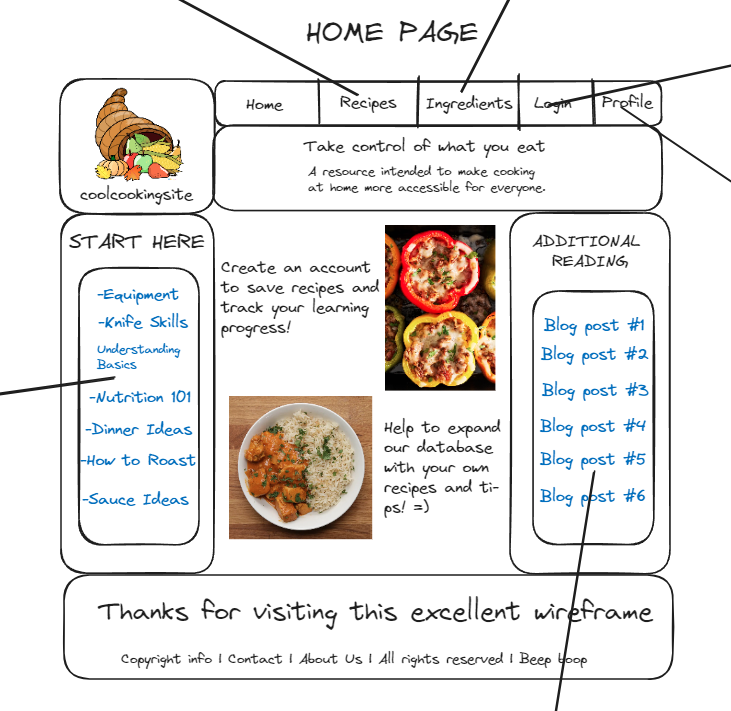 HOME PAGE
Home
Recipes
Ingredients
Login
Profile
coolcookingsite
Take control of what you eat
A resource intended to make cooking
at home more accessible for everyone.
START HERE
-Equipment
-Knife Skills
Understanding
Basics
-Nutrition 101
-Dinner Ideas
-How to Roast
-Sauce Ideas
Create an account
to save recipes and
track your learning
progress!
Help to expand
our database
with your own
recipes and ti-
ps! =)
ADDITIONAL
READING
Blog post #1
Blog post #2
Blog post #3
Blog post #4
Blog post #5
Blog post #6
Thanks for visiting this excellent wireframe
Copyright info | Contact | About Us | All rights reserved | Beep boop